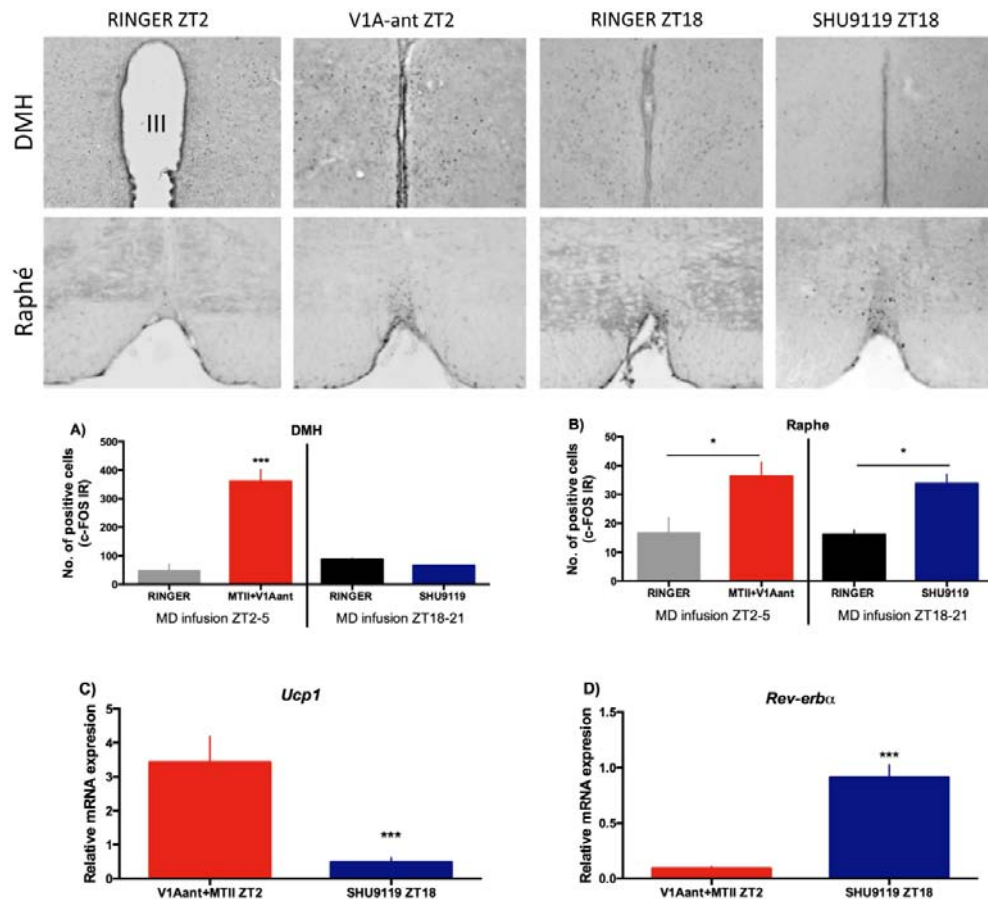 RINGER ZT2 V1A-ant ZT2 RINGER ZT18 SHU9119 ZT18
DMH
III
Raphé
A) DMH
No. of positive cells
(c-FOS IR)
500
400
300
200
100
0
***
RINGER MTII+V1Aant RINGER SHU9119
MD infusion ZT2-5 MD infusion ZT18-21
B) Raphe
No. of positive cells
(c-FOS IR)
50
40
30
20
10
0
* *
RINGER MTII+V1Aant RINGER SHU9119
MD infusion ZT2-5 MD infusion ZT18-21
C) Ucp1
Relative mRNA expresion
5
4
3
2
1
0
***
V1Aant+MTII ZT2 SHU9119 ZT18
D) Rev-erbα
Relative mRNA expresion
1.5
1.0
0.5
0.0
***
V1Aant+MTII ZT2 SHU9119 ZT18